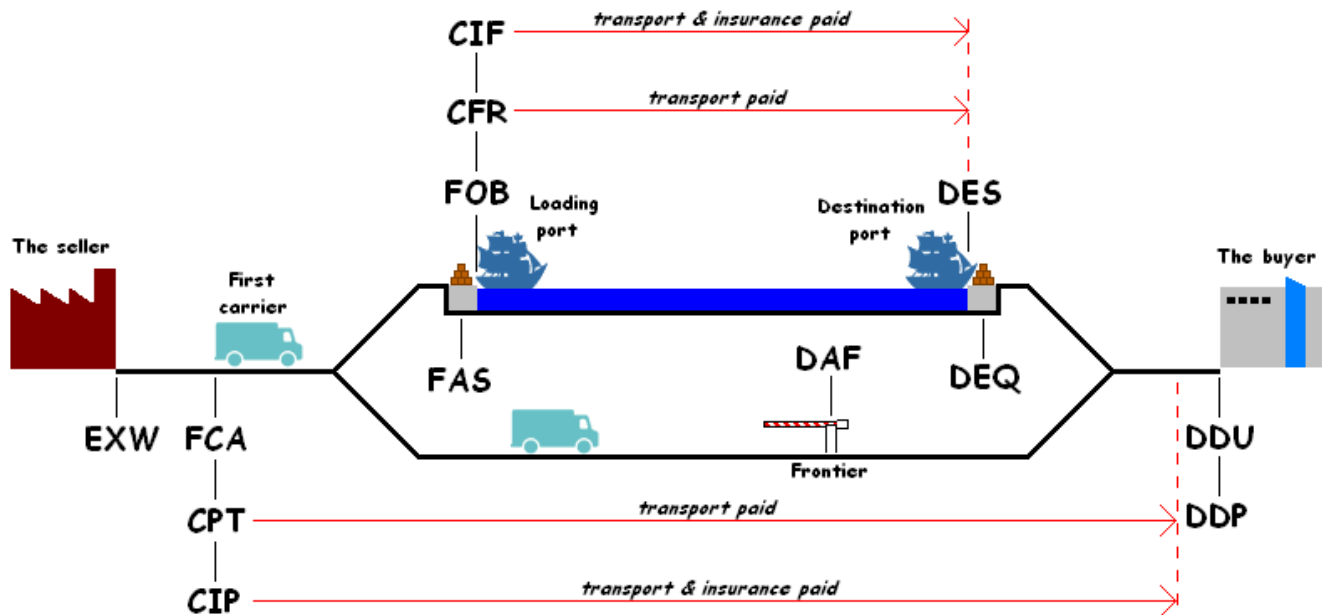 CIF transport & insurance paid
CFR transport paid
FOB Loading port
Destination port DES
The seller
First carrier
The buyer
FAS
DAF
DEQ
EXW FCA
DDU
Frontier
CPT transport paid DDP
CIP transport & insurance paid